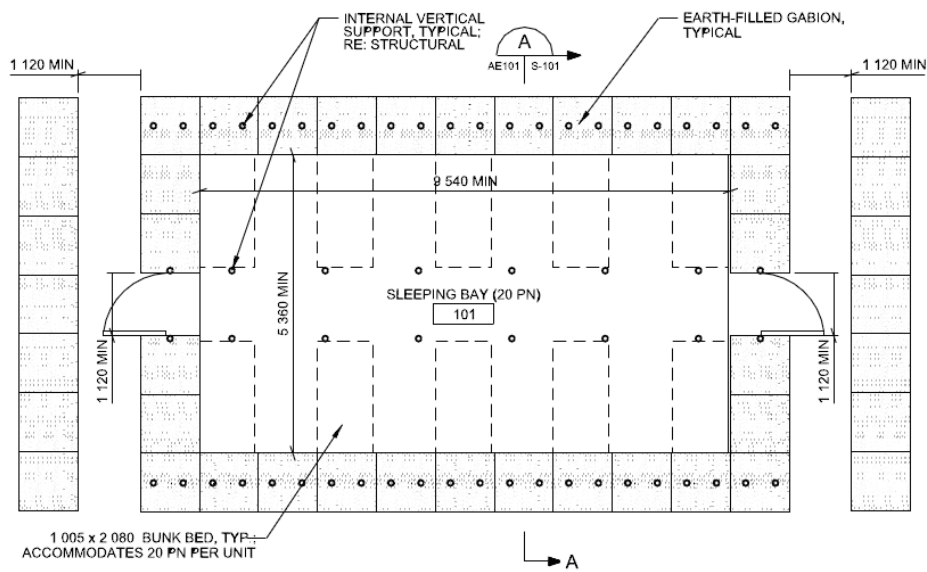 INTERNAL VERTICAL
SUPPORT, TYPICAL;
RE: STRUCTURAL
EARTH-FILLED GABION,
TYPICAL
A
AE101 S-101
1 120 MIN
1 120 MIN
9 540 MIN
5 360 MIN
SLEEPING BAY (20 PN)
101
1 120 MIN
1 120 MIN
1 005 x 2 080 BUNK BED, TYP.;
ACCOMMODATES 20 PN PER UNIT
A